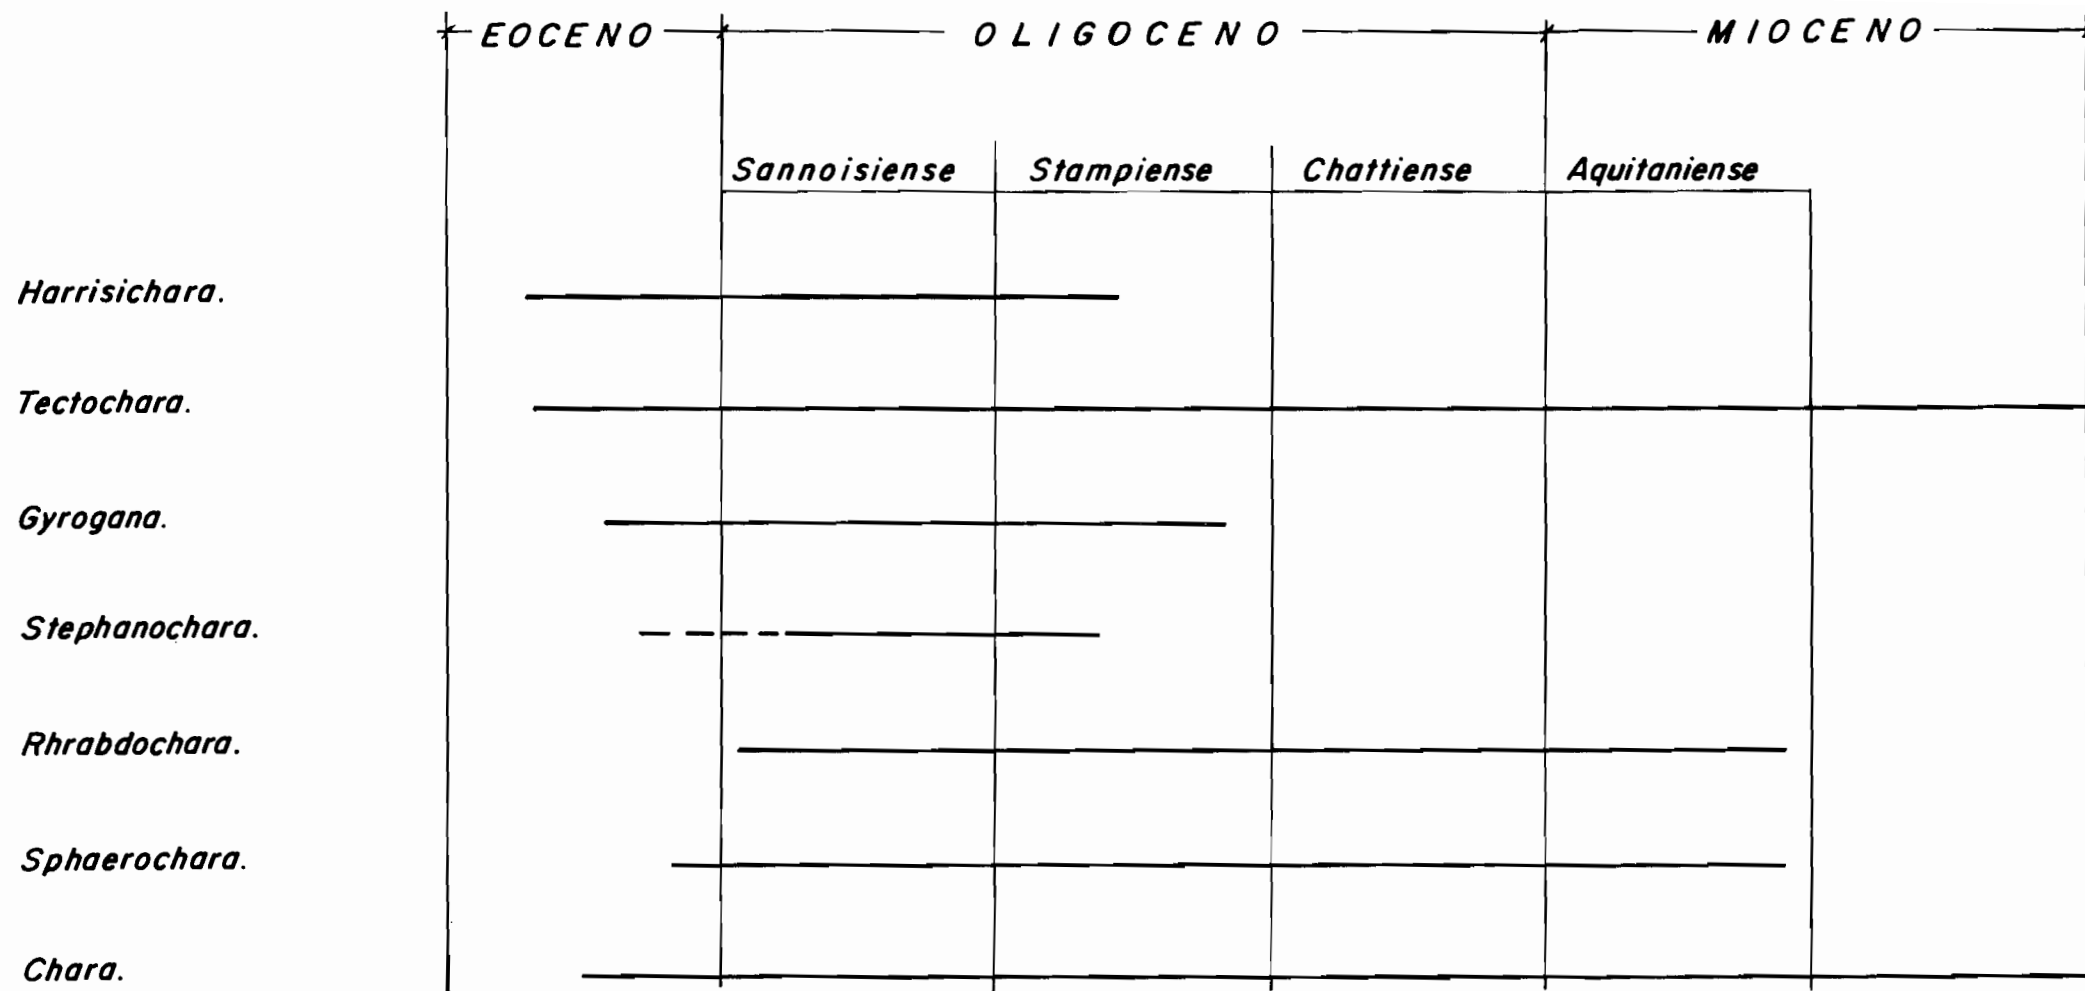 EOCENO OLIGOCENO MIOCENO
Sannoisiense Stampiense Chattiense Aquitaniense
Harrisichara.
Tectochara.
Gyrogana.
Stephanochara.
Rhrabdochara.
Sphaerochara.
Chara.